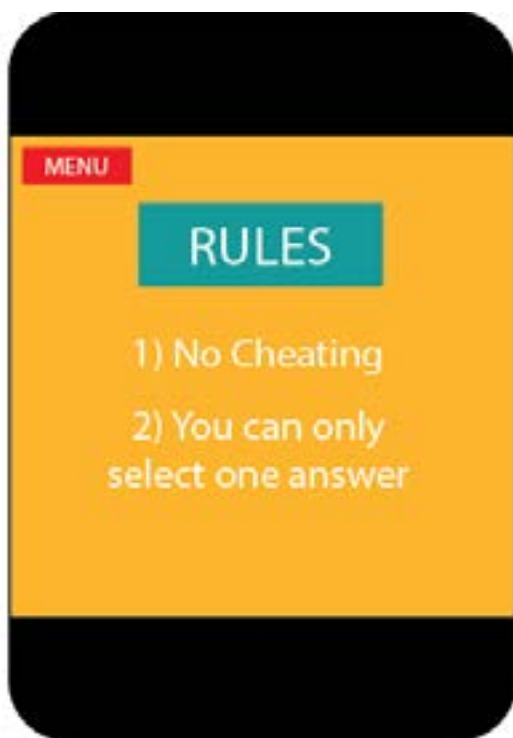 MENU
RULES
1) No Cheating
2) You can only
select one answer